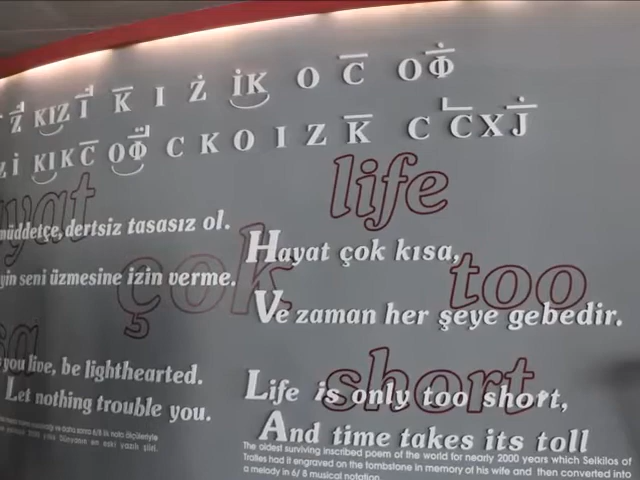 Z KIZ İ K I Ż İK O C OΦ
Z İ KIKC OΦ C K O I Z K C CXJ
life
müddetçe, dertsiz tasasız ol.
Hayat çok kısa,
seni üzmesine izin verme.
çok
too
Ve zaman her şeye gebedir.
you live, be lighthearted.
Let nothing trouble you.
short
Life is only too short,
And time takes its toll
The oldest surviving inscribed poem of the world for nearly 2000 years which Seikilos of
Tralles had it engraved on the tombstone in memory of his wife and then converted into
a melody in 6/8 musical notation